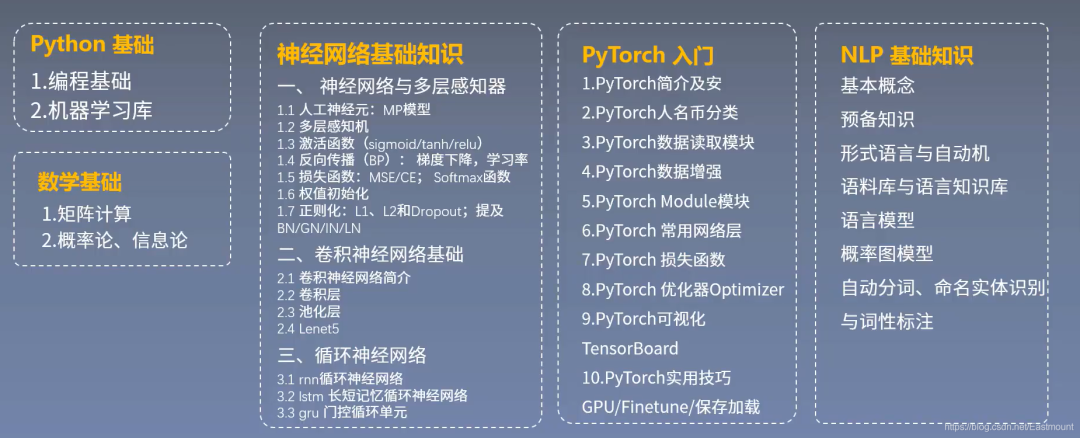 Python 基础
1.编程基础
2.机器学习库
数学基础
1.矩阵计算
2.概率论、信息论
神经网络基础知识
一、 神经网络与多层感知器
1.1 人工神经元：MP模型
1.2 多层感知机
1.3 激活函数（sigmoid/tanh/relu）
1.4 反向传播（BP）： 梯度下降，学习率
1.5 损失函数：MSE/CE； Softmax函数
1.6 权值初始化
1.7 正则化：L1、L2和Dropout；提及
BN/GN/IN/LN
二、卷积神经网络基础
2.1 卷积神经网络简介
2.2 卷积层
2.3 池化层
2.4 Lenet5
三、循环神经网络
3.1 rnn循环神经网络
3.2 lstm 长短记忆循环神经网络
3.3 gru 门控循环单元
PyTorch 入门
1.PyTorch简介及安
2.PyTorch人名币分类
3.PyTorch数据读取模块
4.PyTorch数据增强
5.PyTorch Module模块
6.PyTorch 常用网络层
7.PyTorch 损失函数
8.PyTorch 优化器Optimizer
9.PyTorch可视化
TensorBoard
10.PyTorch实用技巧
GPU/Finetune/保存加载
NLP 基础知识
基本概念
预备知识
形式语言与自动机
语料库与语言知识库
语言模型
概率图模型
自动分词、命名实体识别
与词性标注
https://blog.csdn.net/Eastmount